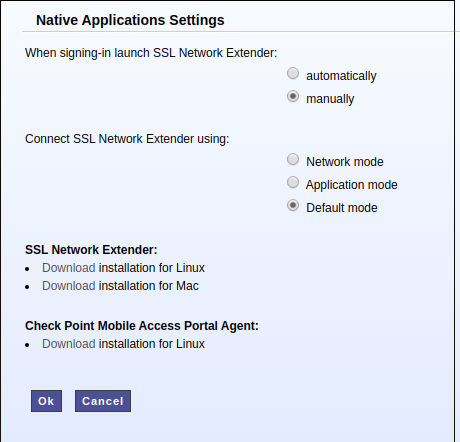 Native Applications Settings
When signing-in launch SSL Network Extender:
automatically
manually
Connect SSL Network Extender using:
Network mode
Application mode
Default mode
SSL Network Extender:
• Download installation for Linux
• Download installation for Mac
Check Point Mobile Access Portal Agent:
• Download installation for Linux
Ok Cancel